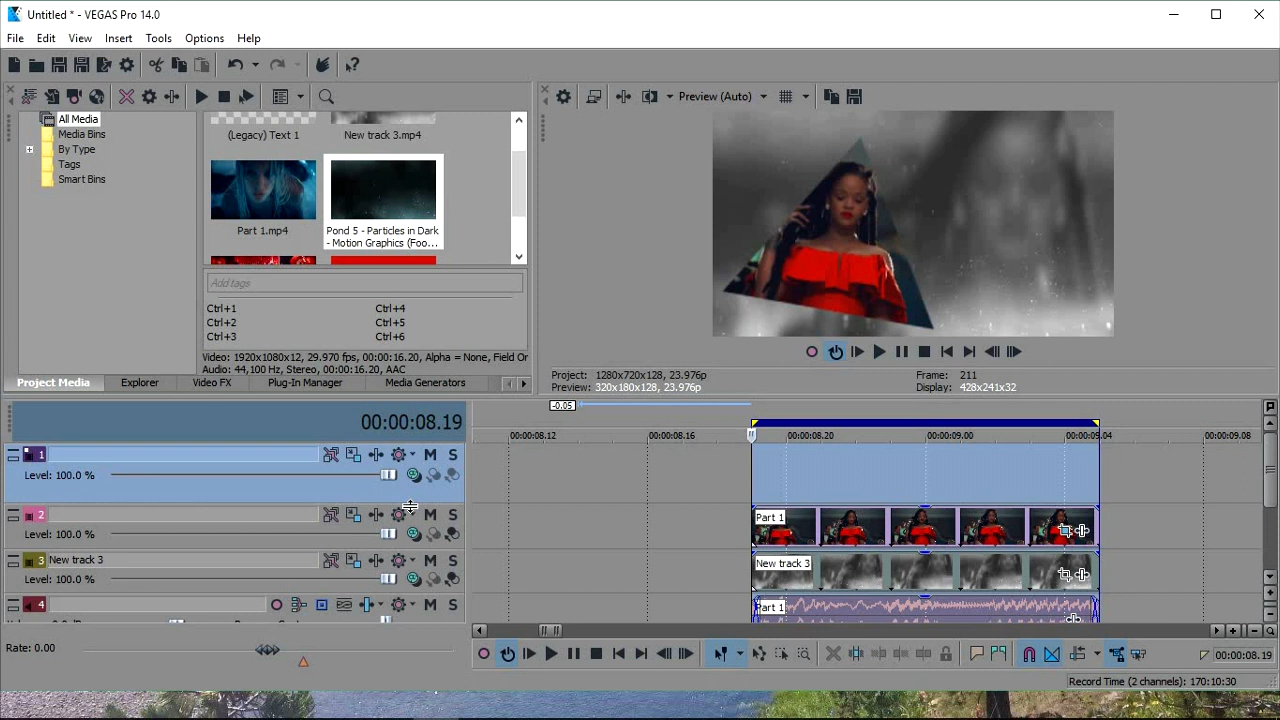 Untitled * - VEGAS Pro 14.0
File Edit View Insert Tools Options Help
Preview (Auto)
All Media
Media Bins
By Type
Tags
Smart Bins
(Legacy) Text 1
New track 3.mp4
Part 1.mp4
Pond 5 - Particles in Dark
- Motion Graphics (Foo...
Add tags
Ctrl+1 Ctrl+4
Ctrl+2 Ctrl+5
Ctrl+3 Ctrl+6
Video: 1920x1080x12, 29.970 fps, 00:00:16.20, Alpha = None, Field Or
Audio: 44,100 Hz, Stereo, 00:00:16.20, AAC
Project Media Explorer Video FX Plug-In Manager Media Generators
Project: 1280x720x128, 23.976p
Preview: 320x180x128, 23.976p
Frame: 211
Display: 428x241x32
-0.05
00:00:08.19
00:00:08.12 00:00:08.16 00:00:08.20 00:00:09.00 00:00:09.04 00:00:09.08
1 M S
Level: 100.0 %
2 M S
Level: 100.0 %
3 New track 3 M S
Level: 100.0 %
4 M S
Part 1
New track 3
Part 1
Rate: 0.00
00:00:08.19
Record Time (2 channels): 170:10:30